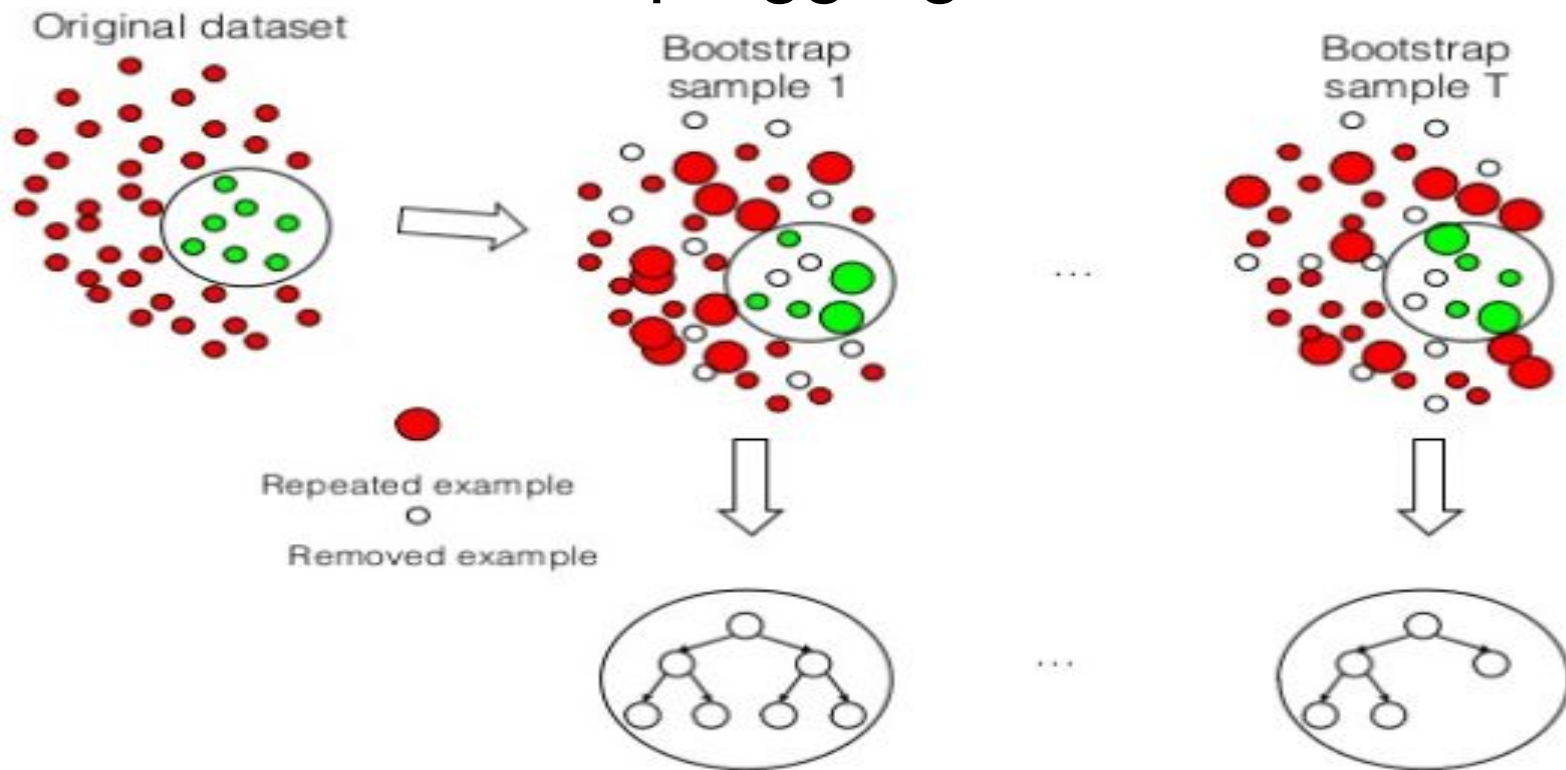 Original dataset
Bootstrap
sample 1
Bootstrap
sample T
...
Repeated example
Removed example
...